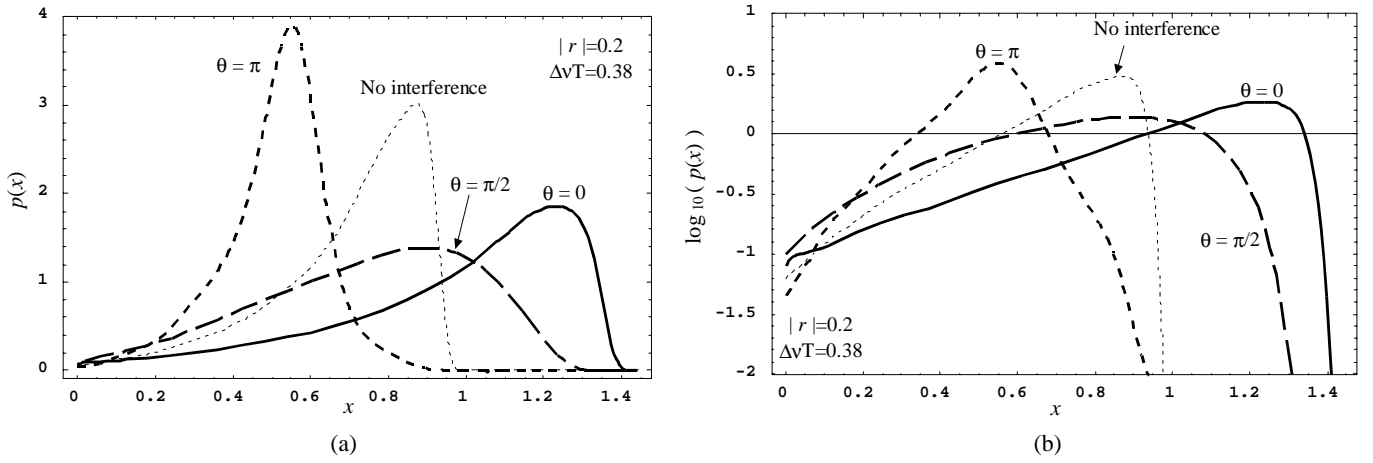 4
3
2
1
0
p(x)
θ = π
No interference
| r |=0.2
ΔνT=0.38
θ = π/2
θ=0
0 0.2 0.4 0.6 0.8 1 1.2 1.4
x
(a)
1
0.5
0
-0.5
-1
-1.5
-2
log 10 ( p(x) )
No interference
θ = π
θ=0
θ = π/2
| r |=0.2
ΔνT=0.38
0 0.2 0.4 0.6 0.8 1 1.2 1.4
x
(b)